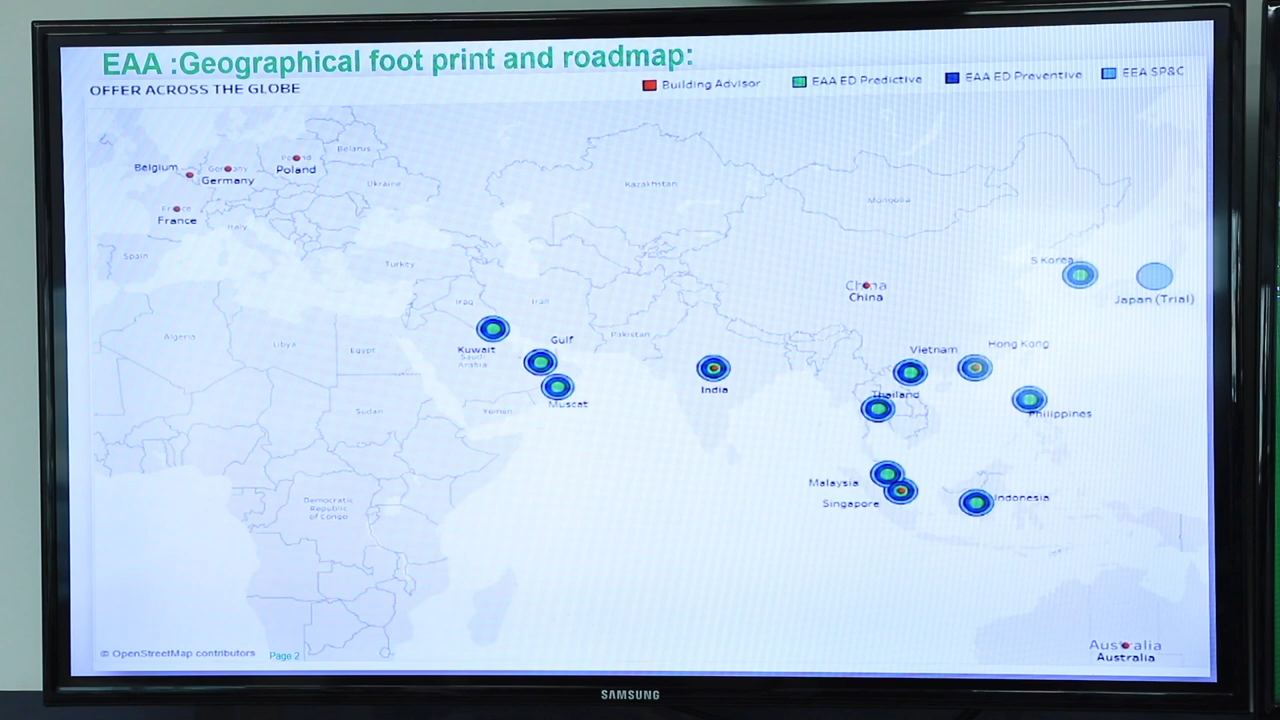 EAA :Geographical foot print and roadmap:
OFFER ACROSS THE GLOBE
Building Advisor
EAA ED Predictive
EAA ED Preventive
EEA SP&C
Belarus
Poland
Poland
Belgium
Germany
Germany
Ukraine
Kazakhstan
Mongolia
France
France
Italy
Spain
Turkey
S Korea
Japan (Trial)
China
China
Iraq
Iran
Pakistan
Algeria
Libya
Egypt
Kuwait
Saudi
Arabia
Gulf
Muscat
India
Vietnam
Hong Kong
Thailand
Philippines
Sudan
Yemen
Malaysia
Singapore
Indonesia
Democratic
Republic
of Congo
Australia
Australia
© OpenStreetMap contributors
Page 2
SAMSUNG